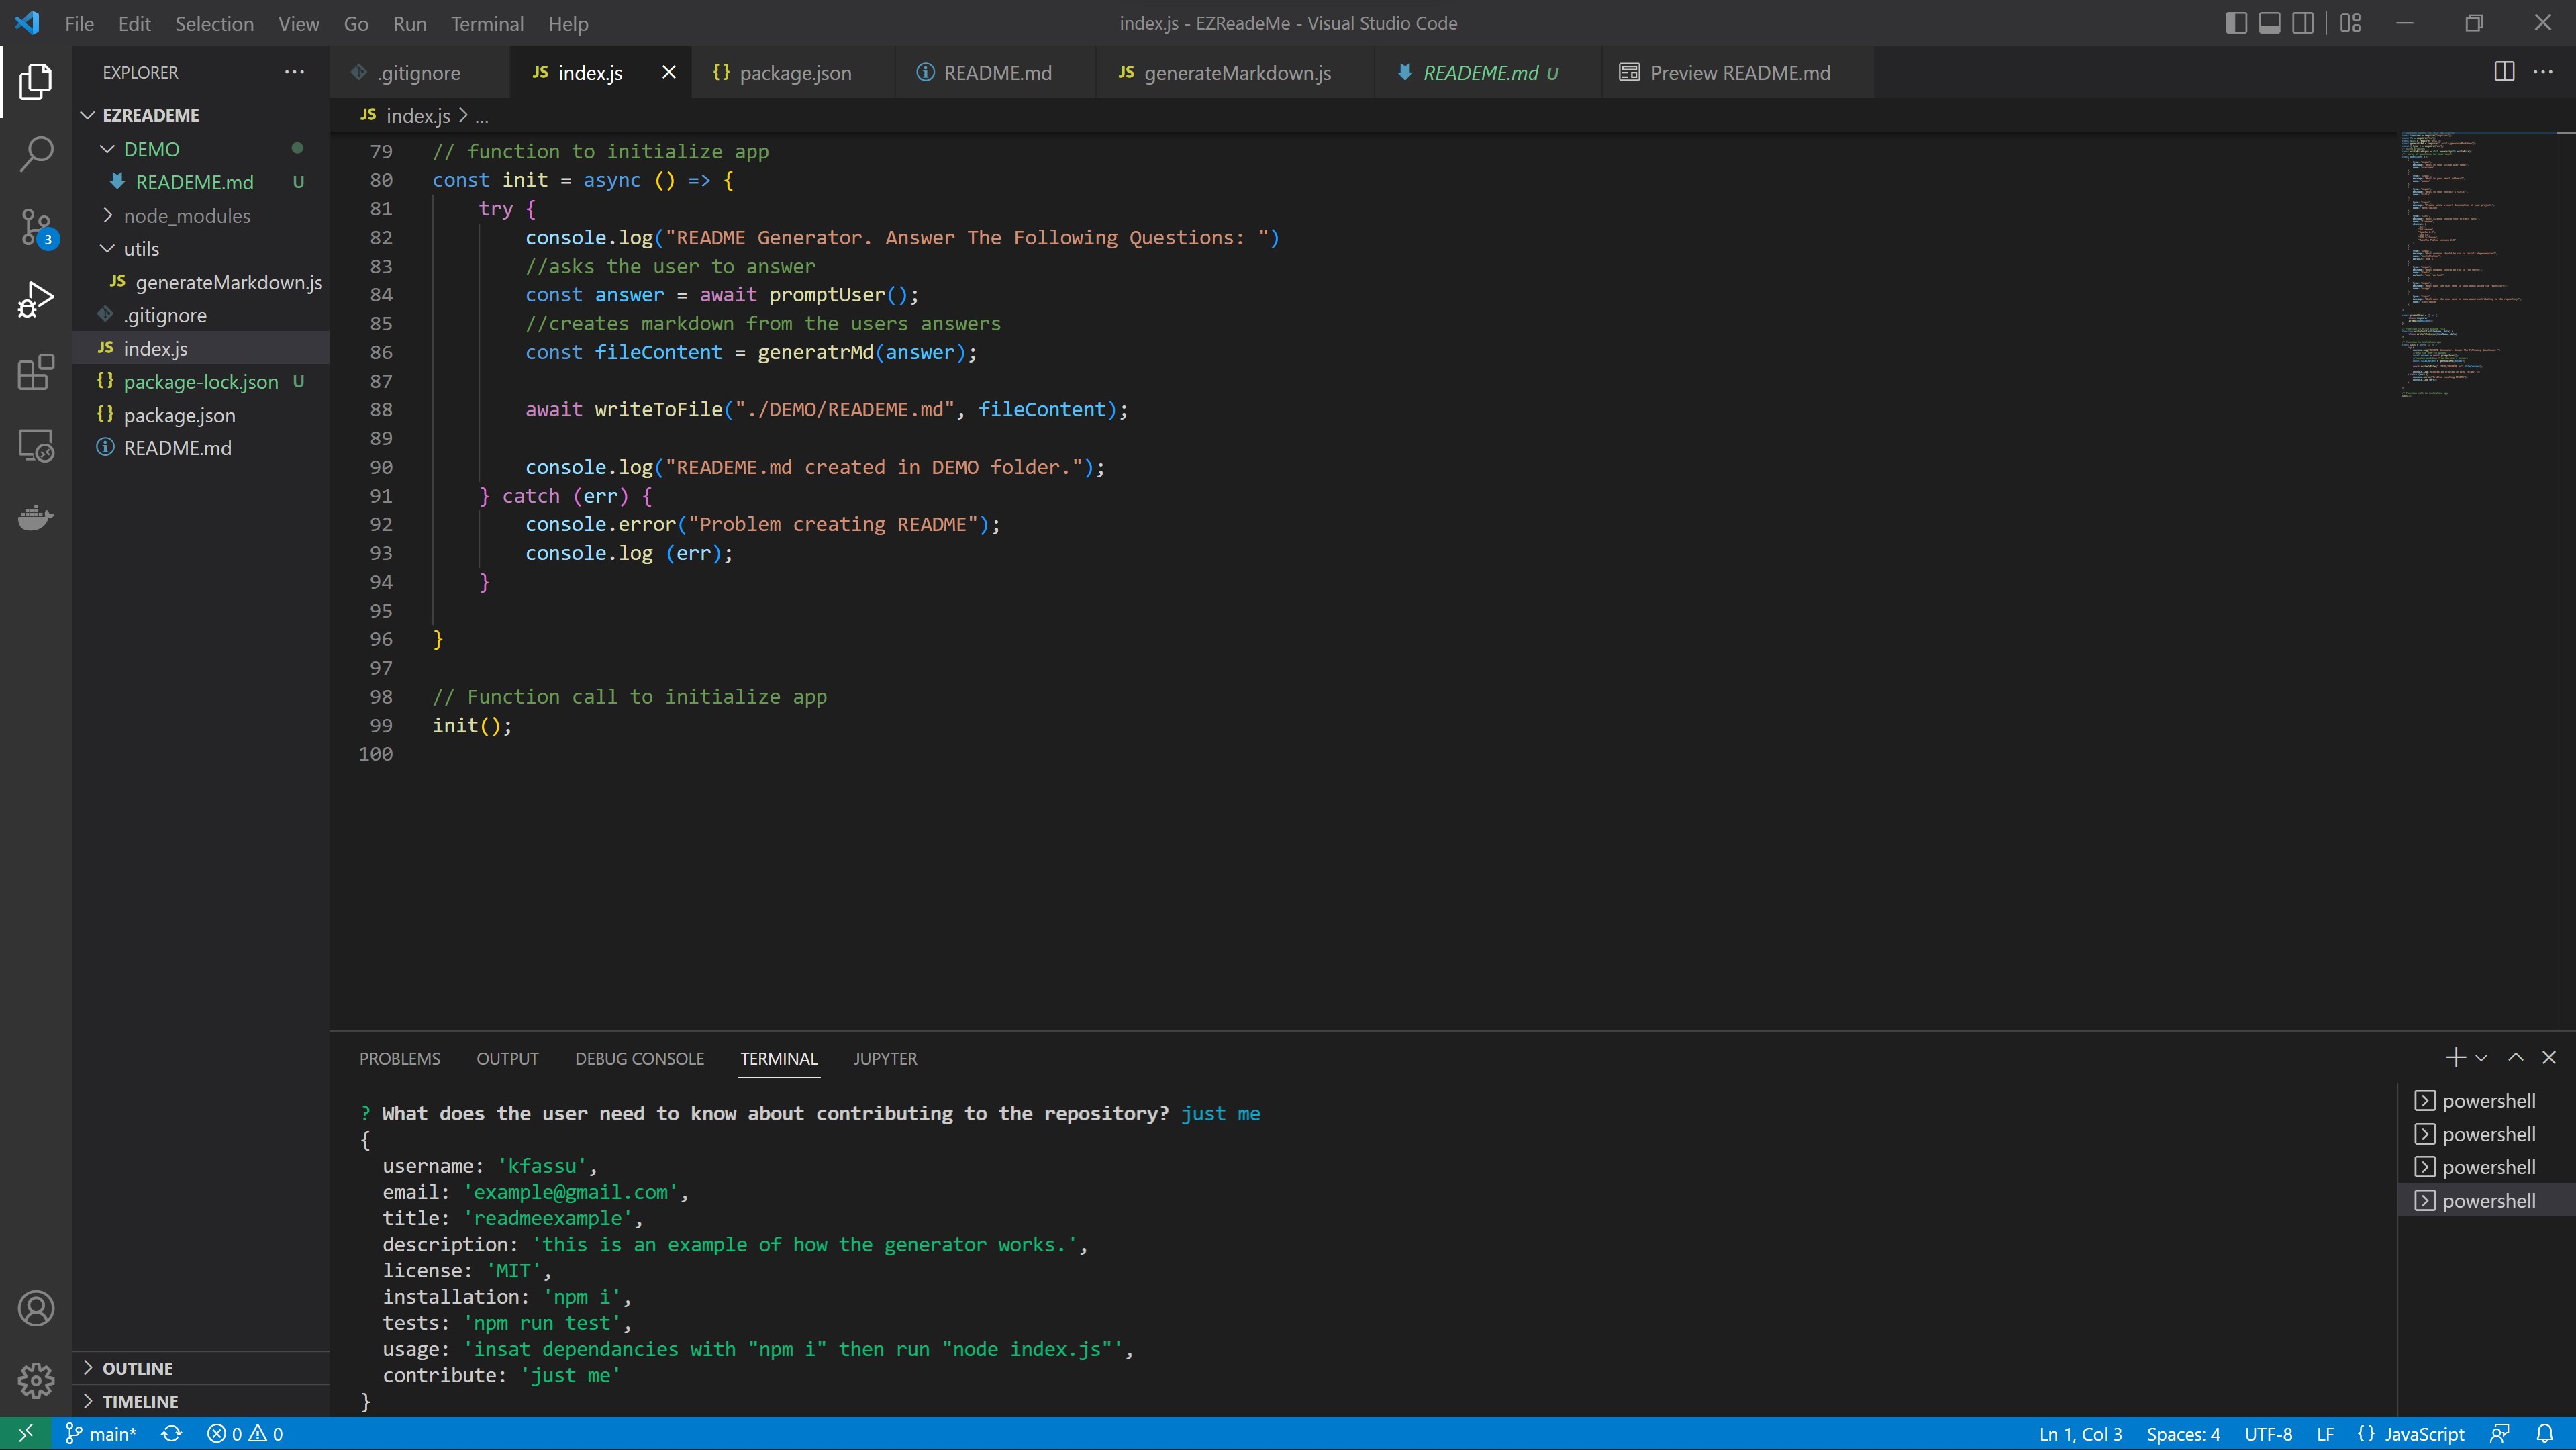 File Edit Selection View Go Run Terminal Help
index.js - EZReadeMe - Visual Studio Code
EXPLORER
.gitignore
JS index.js
{} package.json
README.md
JS generateMarkdown.js
READEME.md U
Preview README.md
JS index.js > ...
EZREADEME
DEMO
READEME.md U
node_modules
utils
JS generateMarkdown.js
.gitignore
JS index.js
{} package-lock.json U
{} package.json
README.md
3
79 // function to initialize app
80 const init = async () => {
81 try {
82 console.log("README Generator. Answer The Following Questions: ")
83 //asks the user to answer
84 const answer = await promptUser();
85 //creates markdown from the users answers
86 const fileContent = generatrMd(answer);
87
88 await writeToFile("./DEMO/READEME.md", fileContent);
89
90 console.log("READEME.md created in DEMO folder.");
91 } catch (err) {
92 console.error("Problem creating README");
93 console.log (err);
94 }
95
96 }
97
98 // Function call to initialize app
99 init();
100
PROBLEMS OUTPUT DEBUG CONSOLE TERMINAL JUPYTER
? What does the user need to know about contributing to the repository? just me
{
username: 'kfassu',
email: 'example@gmail.com',
title: 'readmeexample',
description: 'this is an example of how the generator works.',
license: 'MIT',
installation: 'npm i',
tests: 'npm run test',
usage: 'insat dependancies with "npm i" then run "node index.js"',
contribute: 'just me'
}
powershell
powershell
powershell
powershell
OUTLINE
TIMELINE
main* 0 0
Ln 1, Col 3 Spaces: 4 UTF-8 LF {} JavaScript